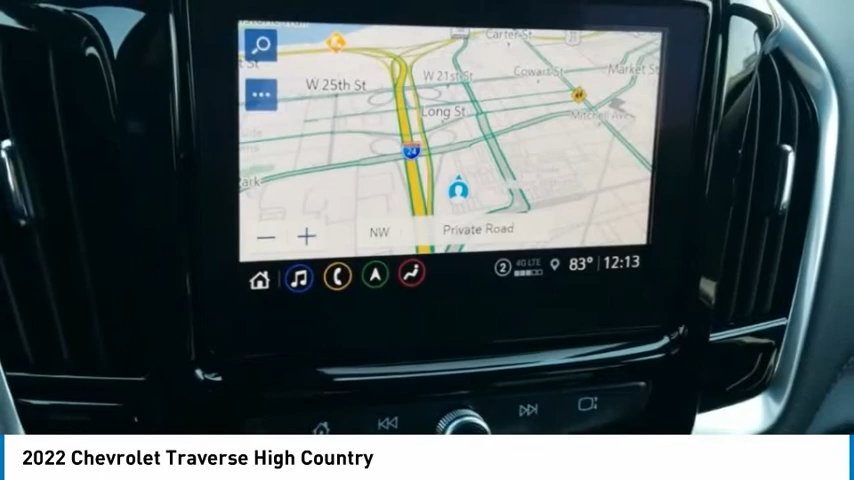 Carter St
t St
W 25th St
W 21st St
Cowart St
Market St
Long St
Mitchell Ave
24
ark
NW
Private Road
2
4G LTE
83°
12:13
2022 Chevrolet Traverse High Country